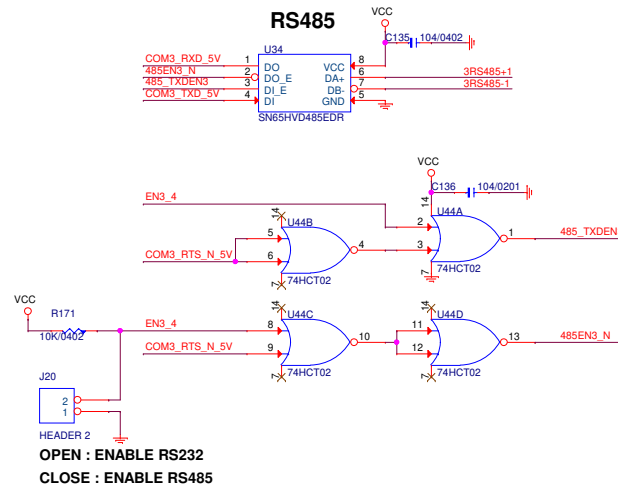 RS485
VCC
C135 104/0402
U34
COM3_RXD_5V 1 DO VCC 8
485EN3_N 2 DO_E DA+ 6 3RS485+1
485_TXDEN3 3 DI_E DB- 7 3RS485-1
COM3_TXD_5V 4 DI GND 5
SN65HVD485EDR
VCC
C136 104/0201
EN3_4 14 U44A
14 U44B 2
5 4 3 1 485_TXDEN
COM3_RTS_N_5V 6
7 74HCT02 7 74HCT02
VCC
R171 14 U44C 14 U44D
10K/0402 EN3_4 8 10 11 13 485EN3_N
COM3_RTS_N_5V 9 12
7 74HCT02 7 74HCT02
J20
2
1
HEADER 2
OPEN : ENABLE RS232
CLOSE : ENABLE RS485